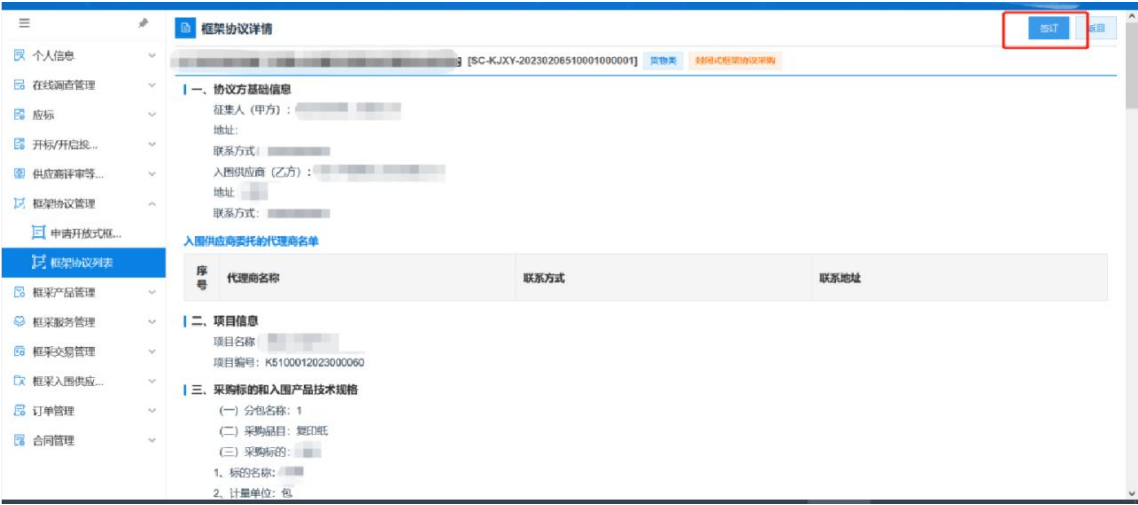 框架协议详情
签订
返回
[SC-KJXY-20230206510001000001] 货物类 封闭式框架协议采购
个人信息
在线调查管理
应标
开标/开启投...
供应商评审等...
框架协议管理
申请开放式框...
框架协议列表
框采产品管理
框采服务管理
框采交易管理
框采入围供应...
订单管理
合同管理
一、协议方基础信息
征集人（甲方）:
地址:
联系方式
入围供应商（乙方）:
地址
联系方式:
入围供应商委托的代理商名单
序号 代理商名称 联系方式 联系地址
二、项目信息
项目名称
项目编号: K5100012023000060
三、采购标的和入围产品技术规格
（一）分包名称: 1
（二）采购品目: 复印纸
（三）采购标的:
1、标的名称:
2、计量单位: 包